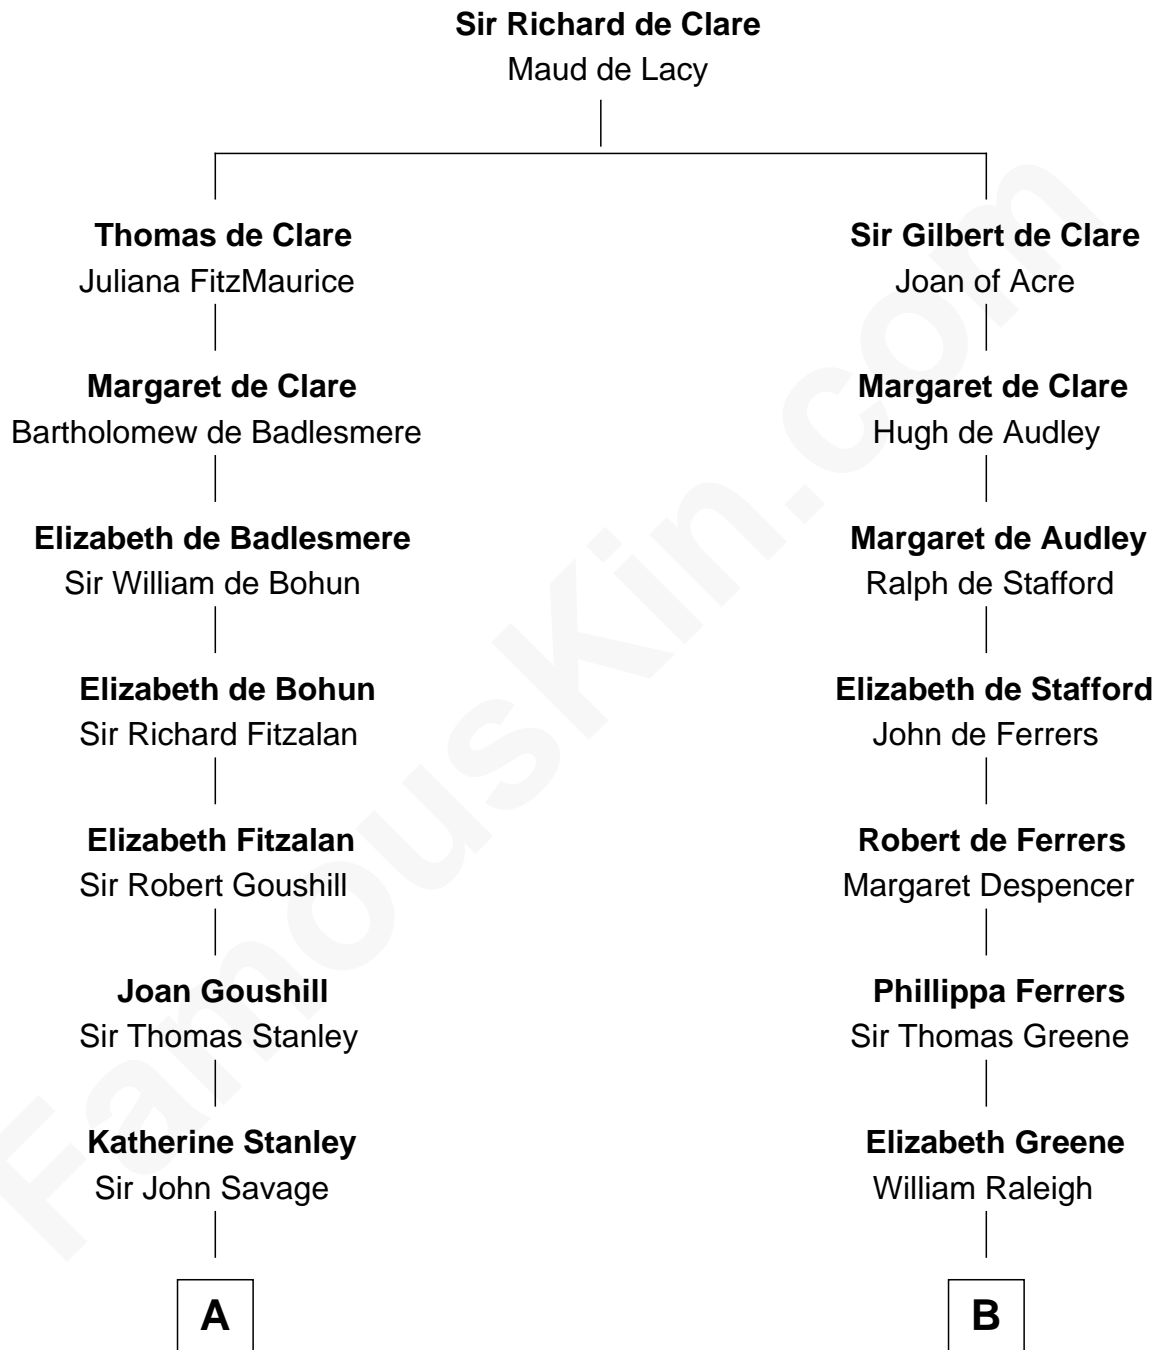 Sir Richard de Clare
Maud de Lacy
Thomas de Clare
Juliana FitzMaurice
Margaret de Clare
Bartholomew de Badlesmere
Elizabeth de Badlesmere
Sir William de Bohun
Elizabeth de Bohun
Sir Richard Fitzalan
Elizabeth Fitzalan
Sir Robert Goushill
Joan Goushill
Sir Thomas Stanley
Katherine Stanley
Sir John Savage
A
Sir Gilbert de Clare
Joan of Acre
Margaret de Clare
Hugh de Audley
Margaret de Audley
Ralph de Stafford
Elizabeth de Stafford
John de Ferrers
Robert de Ferrers
Margaret Despencer
Phillippa Ferrers
Sir Thomas Greene
Elizabeth Greene
William Raleigh
B
FamousKin.com